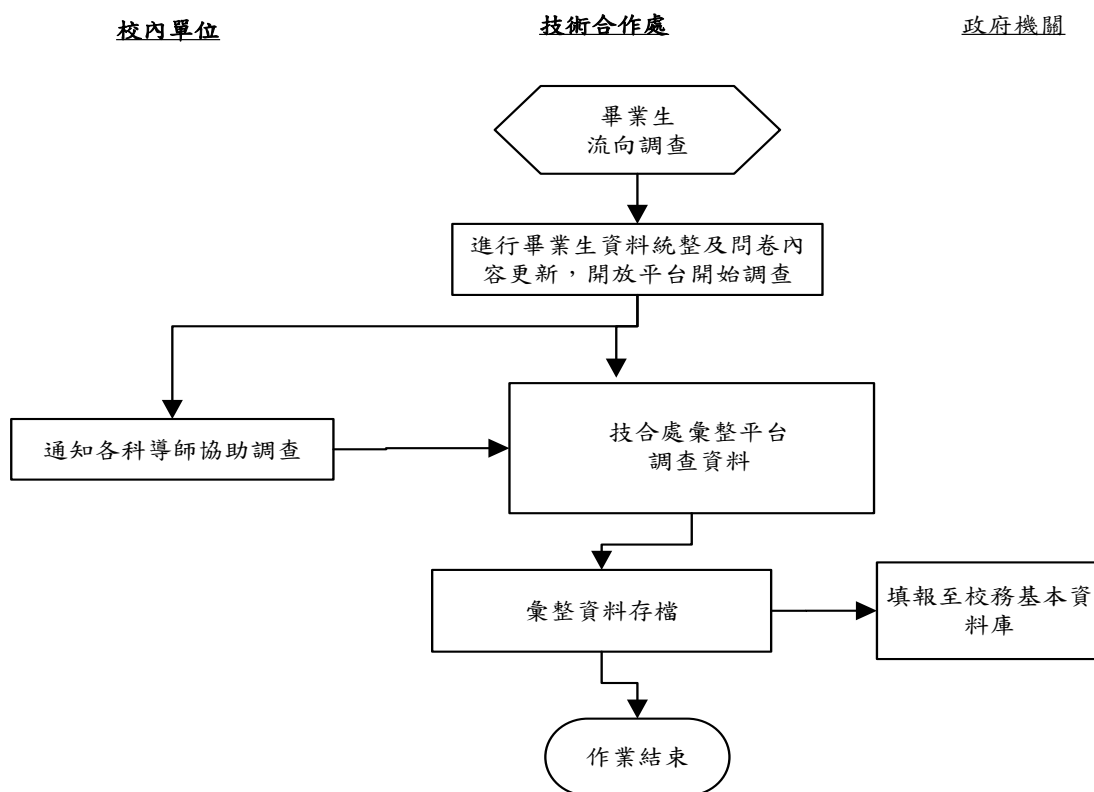 校內單位
技術合作處
政府機關
畢業生
流向調查
進行畢業生資料統整及問卷內
容更新，開放平台開始調查
通知各科導師協助調查
技合處彙整平台
調查資料
彙整資料存檔
填報至校務基本資
料庫
作業結束